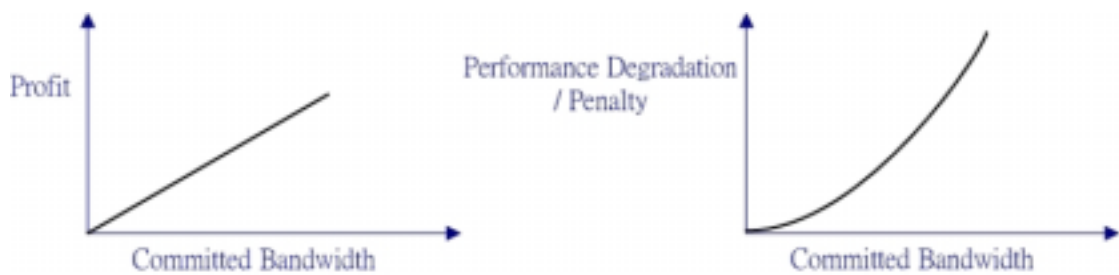 Profit
Committed Bandwidth
Performance Degradation
/ Penalty
Committed Bandwidth